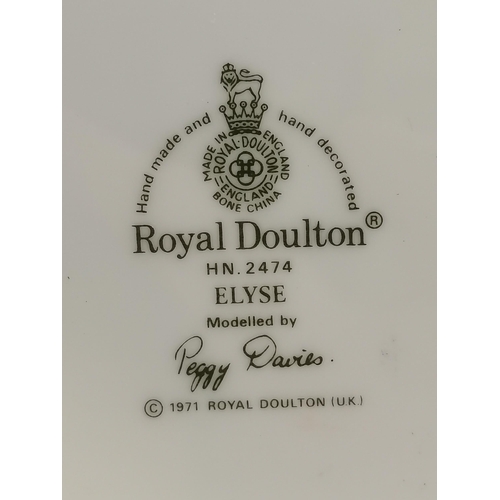 Hand made and hand decorated
MADE IN ENGLAND
ROYAL·DOULTON
ENGLAND
BONE CHINA
Royal Doulton®
HN. 2474
ELYSE
Modelled by
Peggy Davies.
© 1971 ROYAL DOULTON (U.K.)